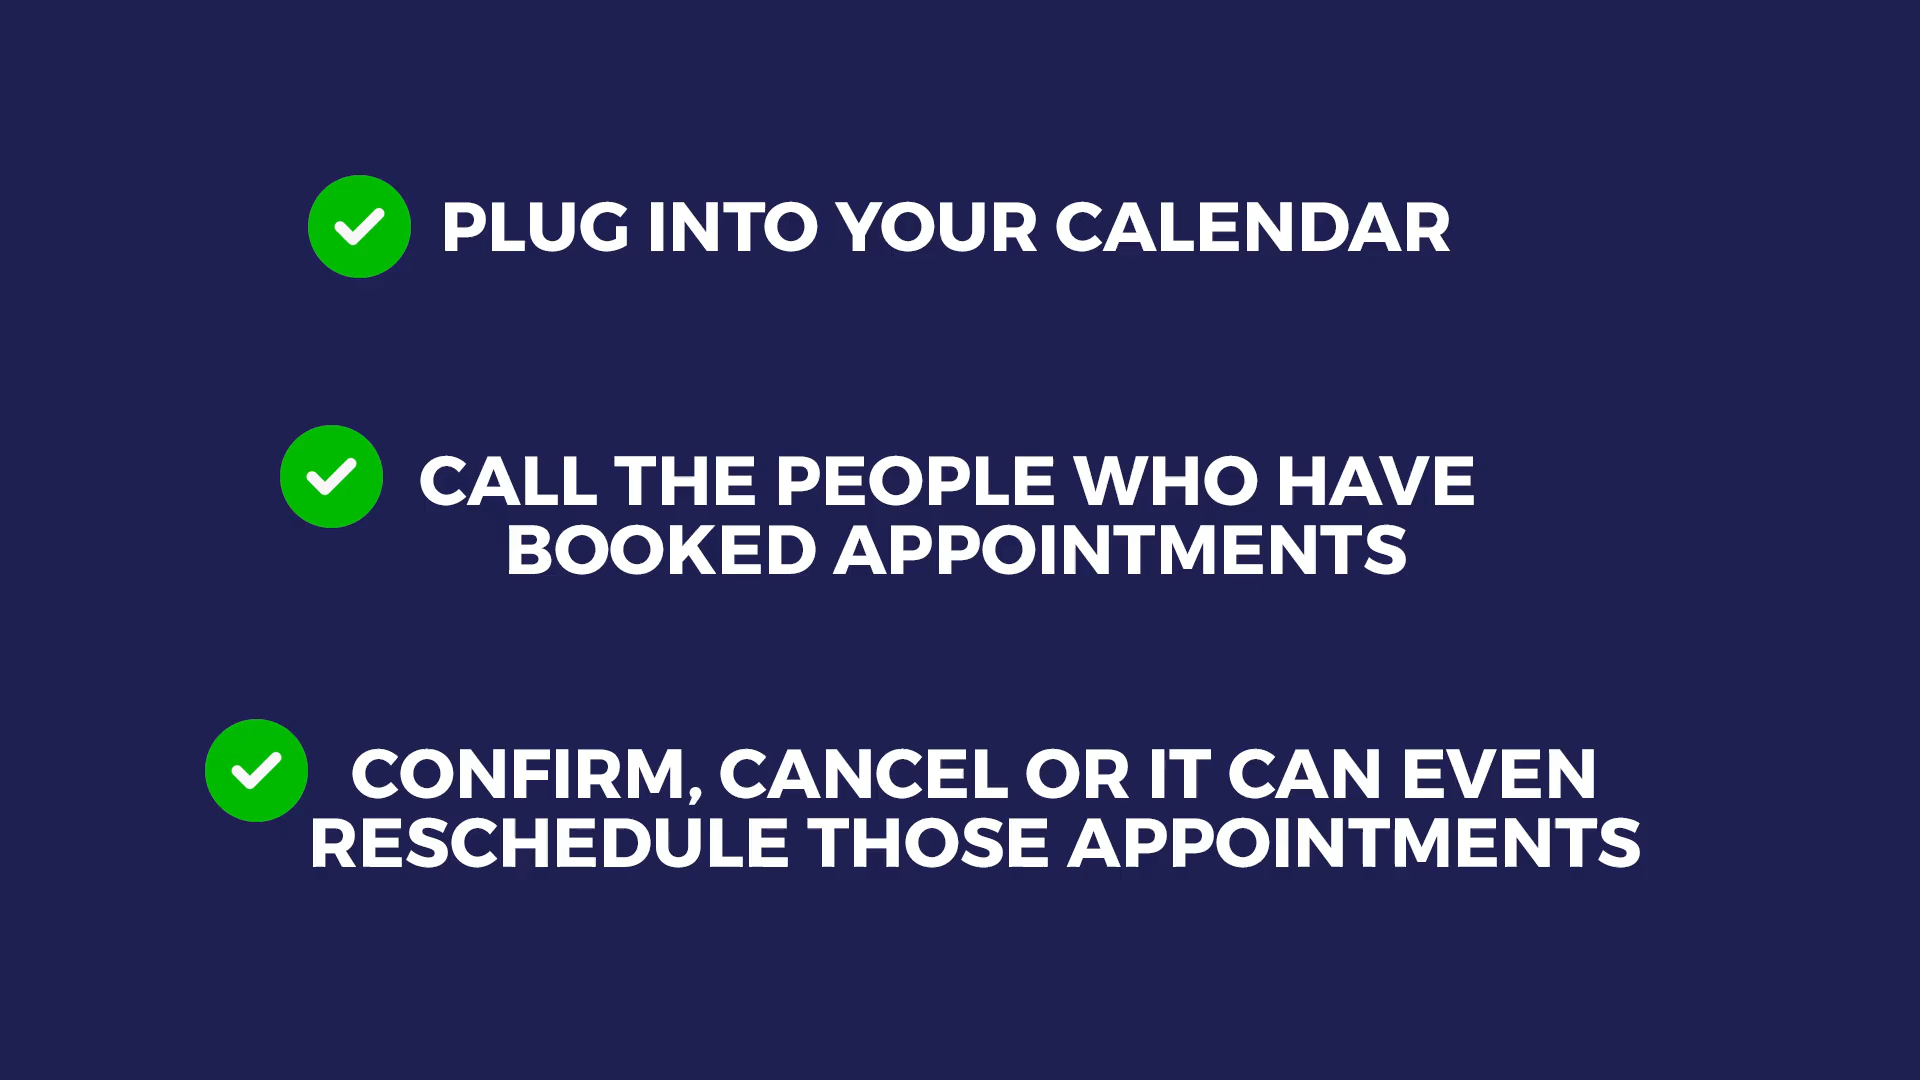 PLUG INTO YOUR CALENDAR
CALL THE PEOPLE WHO HAVE
BOOKED APPOINTMENTS
CONFIRM, CANCEL OR IT CAN EVEN
RESCHEDULE THOSE APPOINTMENTS